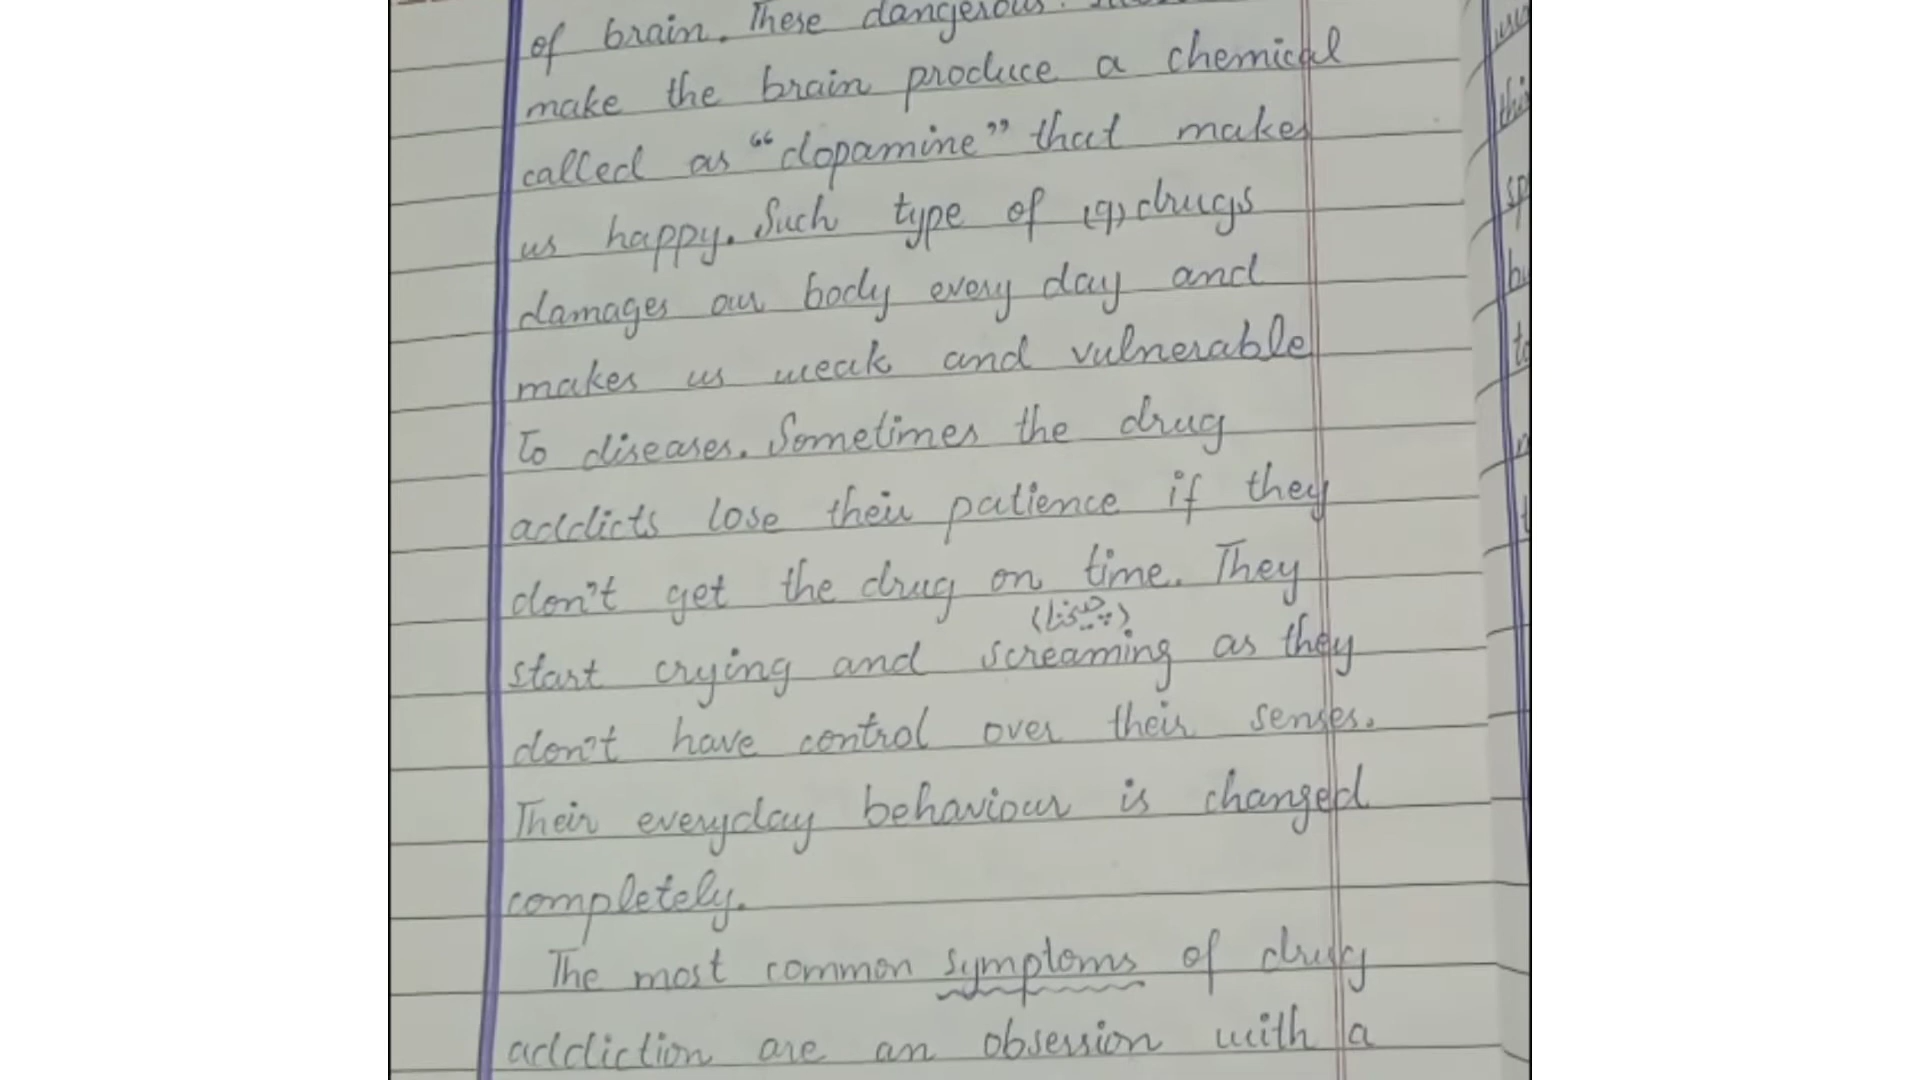 of brain. These dangerous
make the brain produce a chemical
called as “dopamine” that makes
us happy. Such type of (9) drugs
damages our body every day and
makes us weak and vulnerable
To diseases. Sometimes the drug
addicts lose their patience if they
don't get the drug on time. They
start crying and screaming as they
don't have control over their senses.
Their everyday behaviour is changed
completely.
The most common symptoms of drug
addiction are an obsession with a